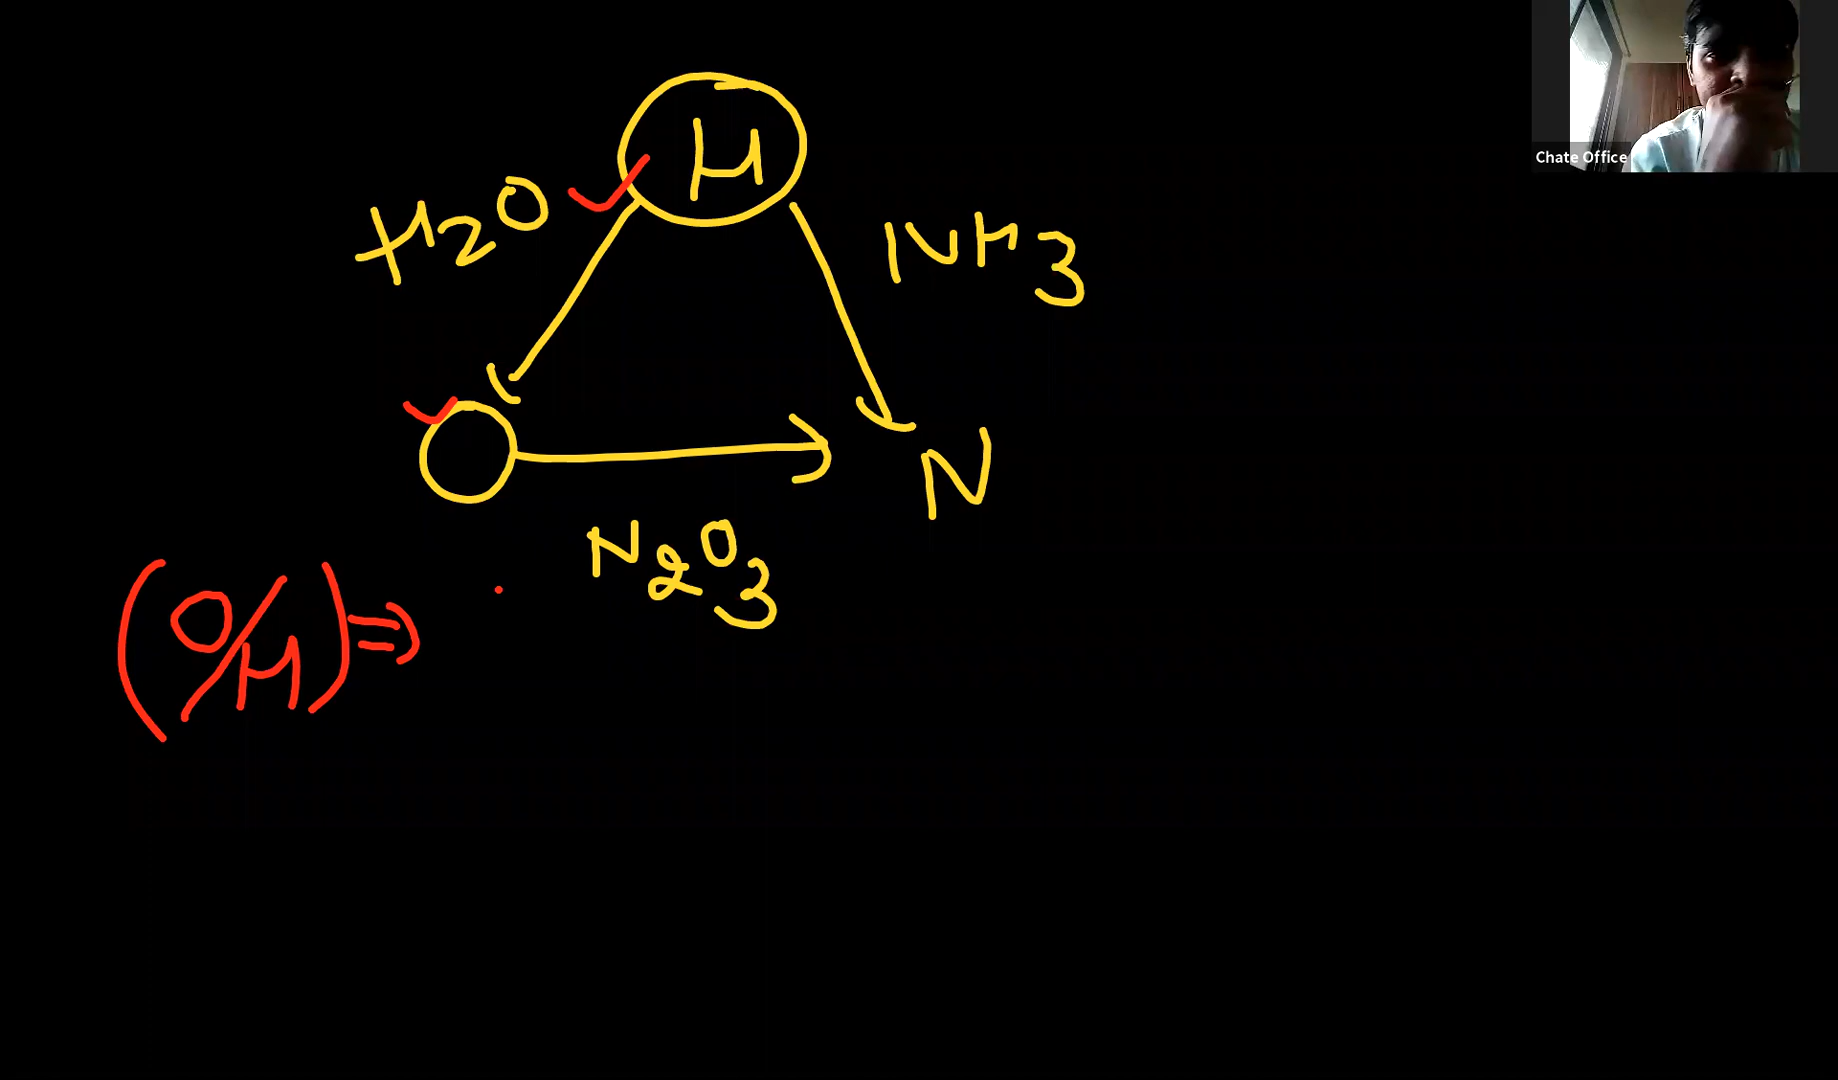 H
H2O
NH3
O
N
N2O3
(O/H) ⇒
Chate Office